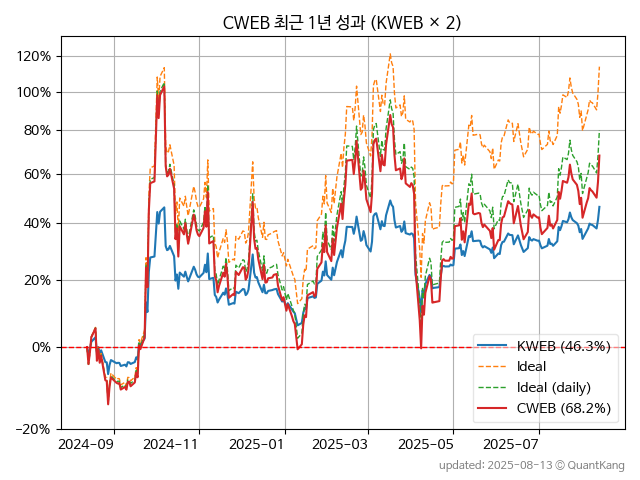 CWEB 최근 1년 성과 (KWEB × 2)
120%
100%
80%
60%
40%
20%
0%
−20%
2024-09
2024-11
2025-01
2025-03
2025-05
2025-07
KWEB (46.3%)
Ideal
Ideal (daily)
CWEB (68.2%)
updated: 2025-08-13 © QuantKang